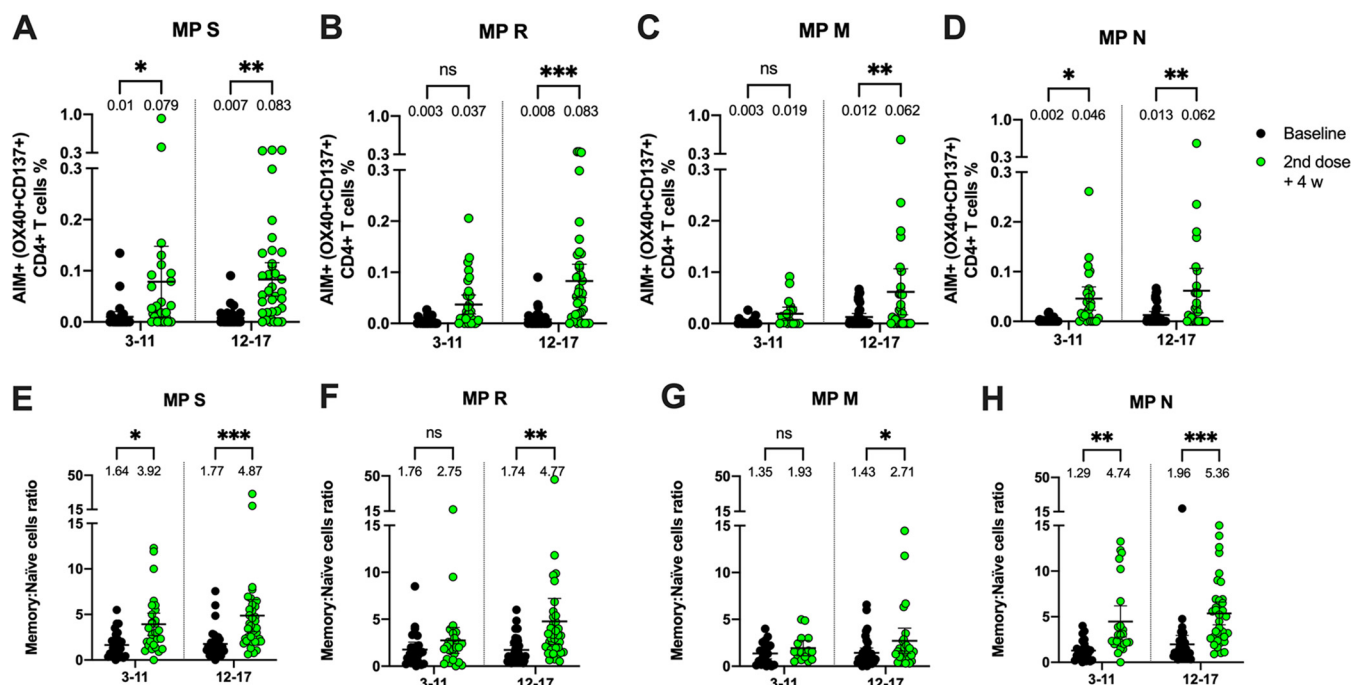 A
MP S
*
**
0.01 0.079 0.007 0.083
1.0
0.3
0.3
0.2
0.1
0.0
AIM+ (OX40+CD137+)
CD4+ T cells %
3-11 12-17
B
MP R
ns
***
0.003 0.037 0.008 0.083
1.0
0.3
0.3
0.2
0.1
0.0
AIM+ (OX40+CD137+)
CD4+ T cells %
3-11 12-17
C
MP M
ns
**
0.003 0.019 0.012 0.062
1.0
0.3
0.3
0.2
0.1
0.0
AIM+ (OX40+CD137+)
CD4+ T cells %
3-11 12-17
D
MP N
*
**
0.002 0.046 0.013 0.062
1.0
0.3
0.3
0.2
0.1
0.0
AIM+ (OX40+CD137+)
CD4+ T cells %
3-11 12-17
Baseline
2nd dose
+ 4 w
E
MP S
*
***
1.64 3.92 1.77 4.87
50
15
15
10
5
0
Memory:Naïve cells ratio
3-11 12-17
F
MP R
ns
**
1.76 2.75 1.74 4.77
50
15
15
10
5
0
Memory:Naïve cells ratio
3-11 12-17
G
MP M
ns
*
1.35 1.93 1.43 2.71
50
15
15
10
5
0
Memory:Naïve cells ratio
3-11 12-17
H
MP N
**
***
1.29 4.74 1.96 5.36
50
15
15
10
5
0
Memory:Naïve cells ratio
3-11 12-17